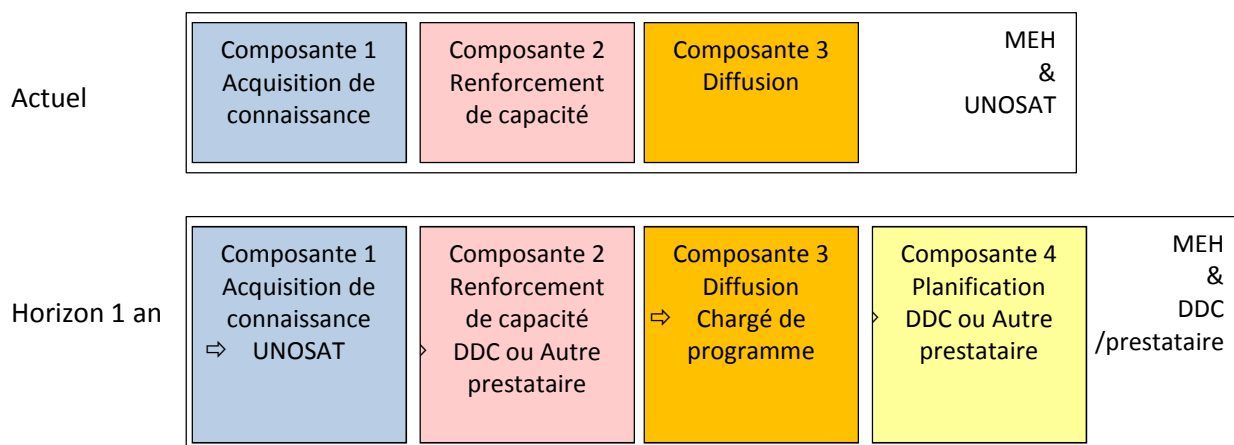 Actuel
Composante 1
Acquisition de
connaissance
Composante 2
Renforcement
de capacité
Composante 3
Diffusion
MEH
&
UNOSAT
Horizon 1 an
Composante 1
Acquisition de
connaissance
⇨ UNOSAT
Composante 2
Renforcement
de capacité
DDC ou Autre
prestataire
Composante 3
Diffusion
⇨ Chargé de
programme
Composante 4
Planification
DDC ou Autre
prestataire
MEH
&
DDC
/prestataire